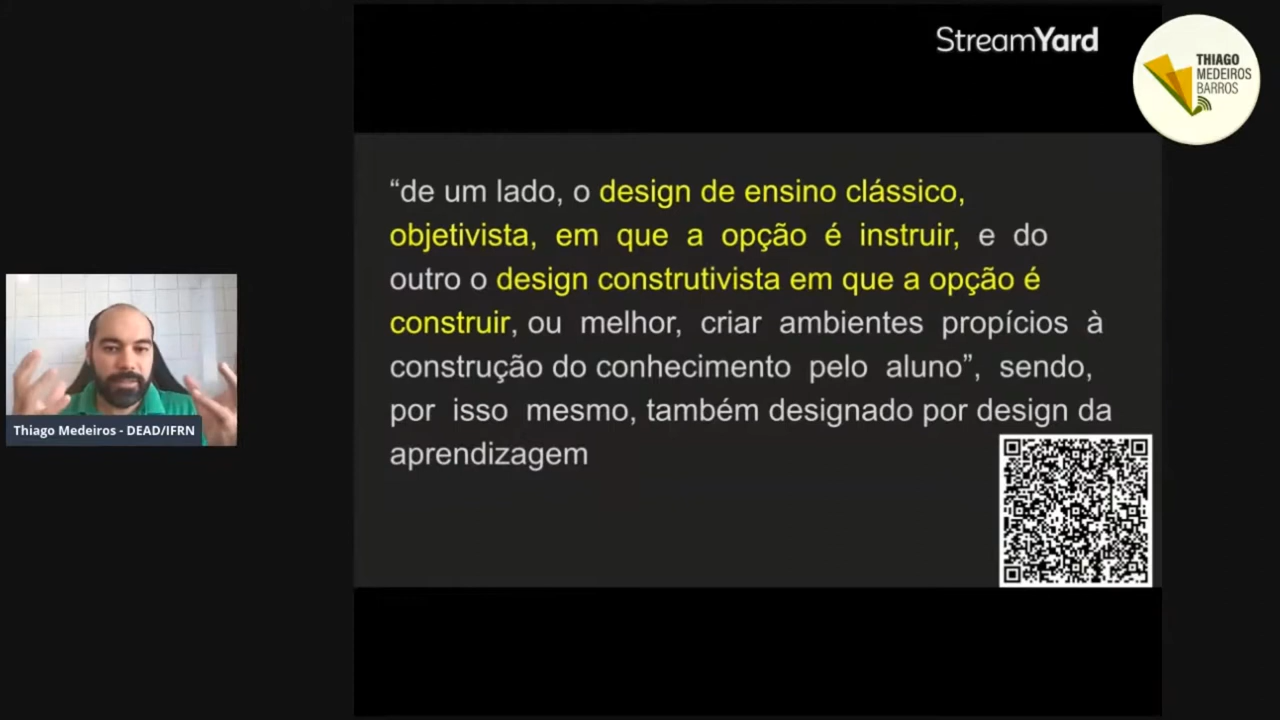 StreamYard
THIAGO
MEDEIROS
BARROS
“de um lado, o design de ensino clássico,
objetivista, em que a opção é instruir, e do
outro o design construtivista em que a opção é
construir, ou melhor, criar ambientes propícios à
construção do conhecimento pelo aluno”, sendo,
por isso mesmo, também designado por design da
aprendizagem
Thiago Medeiros - DEAD/IFRN